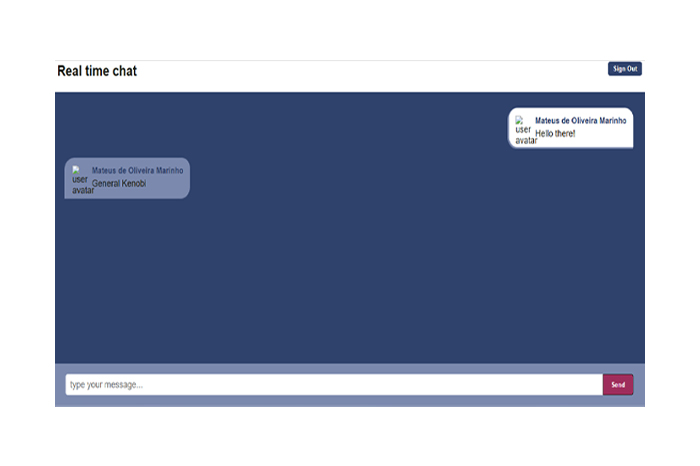 Real time chat
Sign Out
Mateus de Oliveira Marinho
user avatar
Hello there!
Mateus de Oliveira Marinho
user avatar
General Kenobi
type your message...
Send